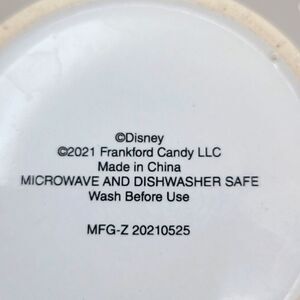 ©Disney
©2021 Frankford Candy LLC
Made in China
MICROWAVE AND DISHWASHER SAFE
Wash Before Use
MFG-Z 20210525